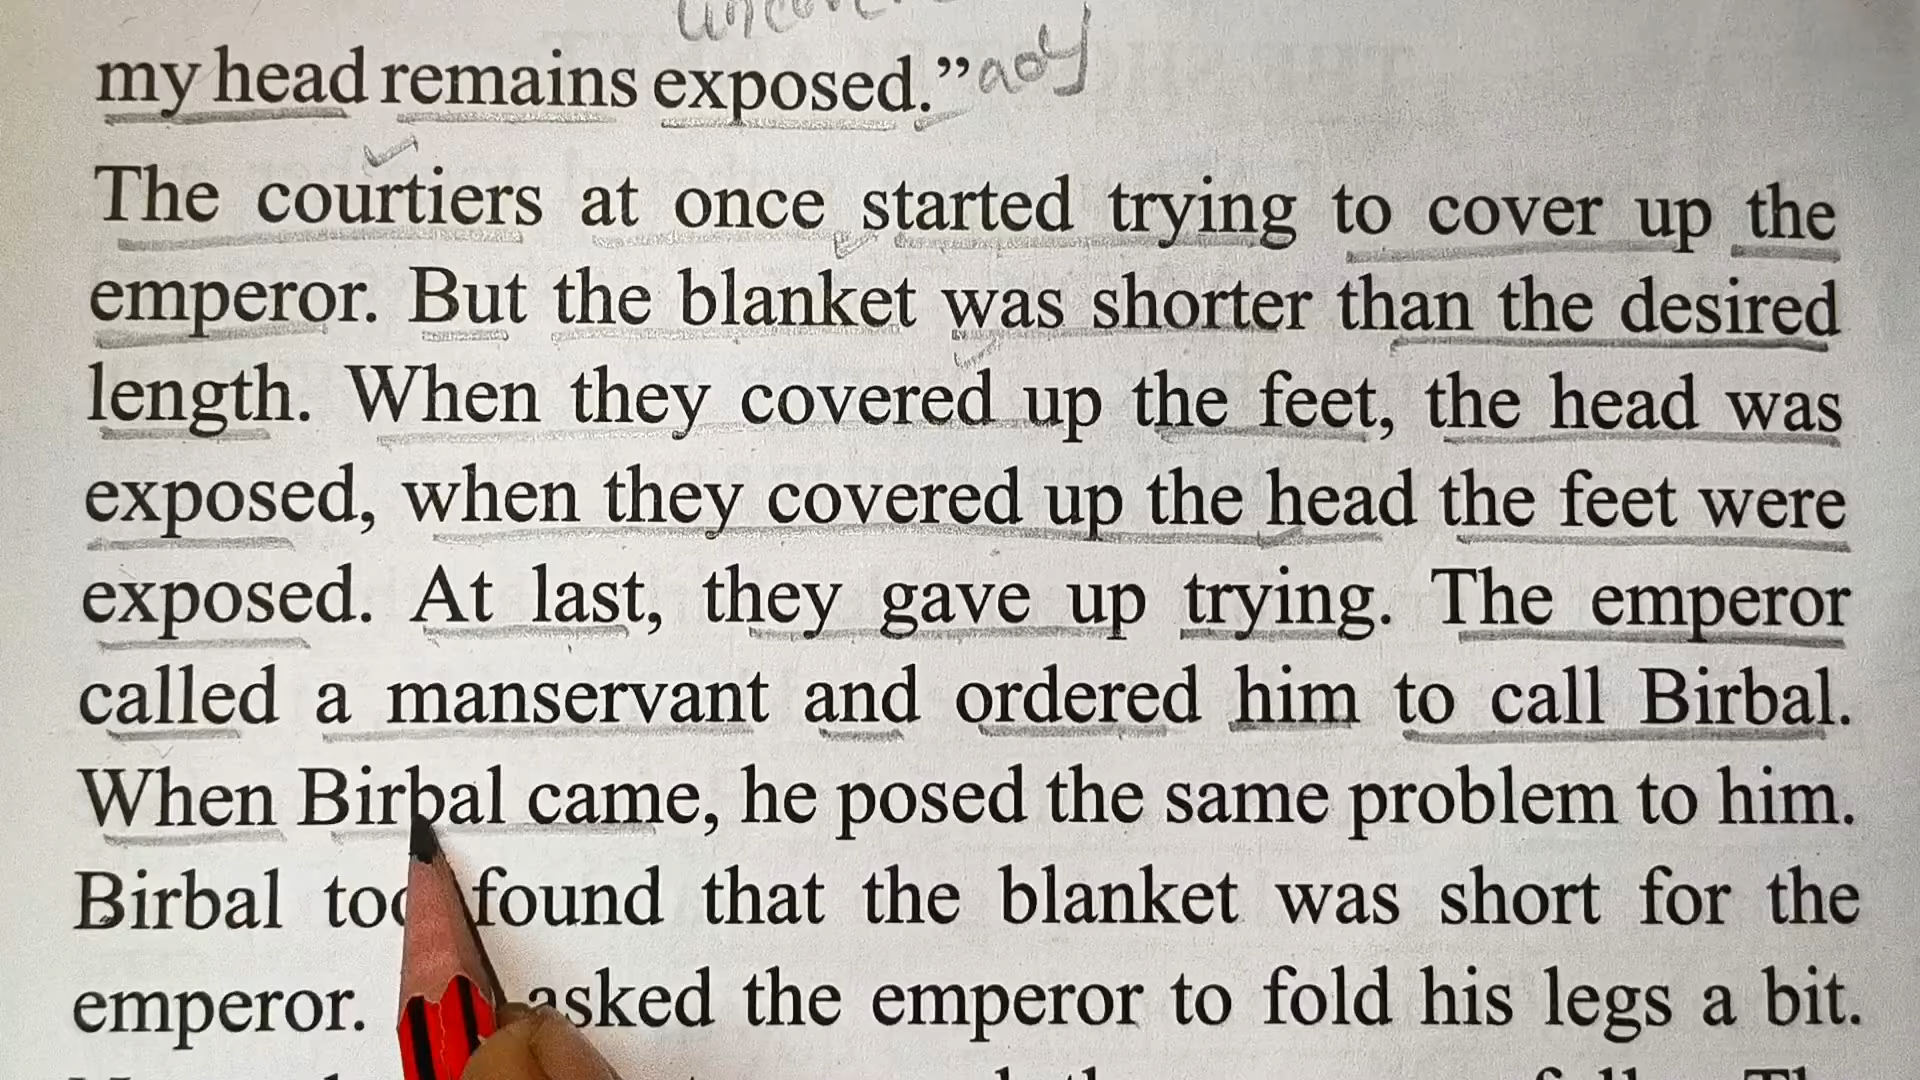 my head remains exposed.”
The courtiers at once started trying to cover up the
emperor. But the blanket was shorter than the desired
length. When they covered up the feet, the head was
exposed, when they covered up the head the feet were
exposed. At last, they gave up trying. The emperor
called a manservant and ordered him to call Birbal.
When Birbal came, he posed the same problem to him.
Birbal found that the blanket was short for the
emperor. asked the emperor to fold his legs a bit.